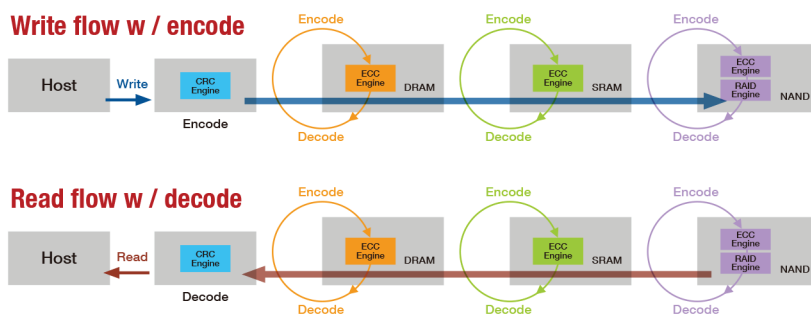 Write flow w / encode
Encode
Encode
Encode
Host
Write
CRC
Engine
Encode
ECC
Engine
DRAM
ECC
Engine
SRAM
ECC
Engine
RAID
Engine
NAND
Decode
Decode
Decode
Read flow w / decode
Encode
Encode
Encode
Host
Read
CRC
Engine
Decode
ECC
Engine
DRAM
ECC
Engine
SRAM
ECC
Engine
RAID
Engine
NAND
Decode
Decode
Decode